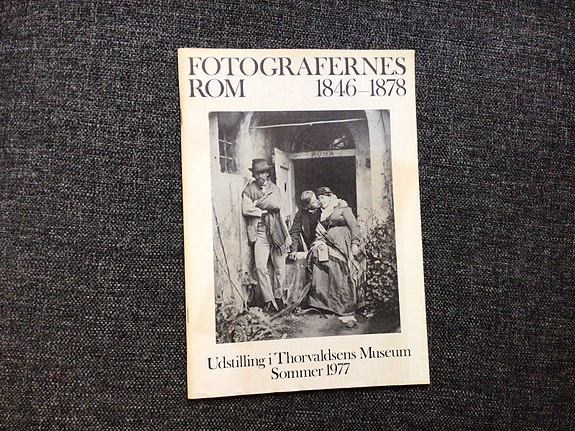 FOTOGRAFERNES
ROM 1846–1878
ROMA
Udstilling i Thorvaldsens Museum
Sommer 1977